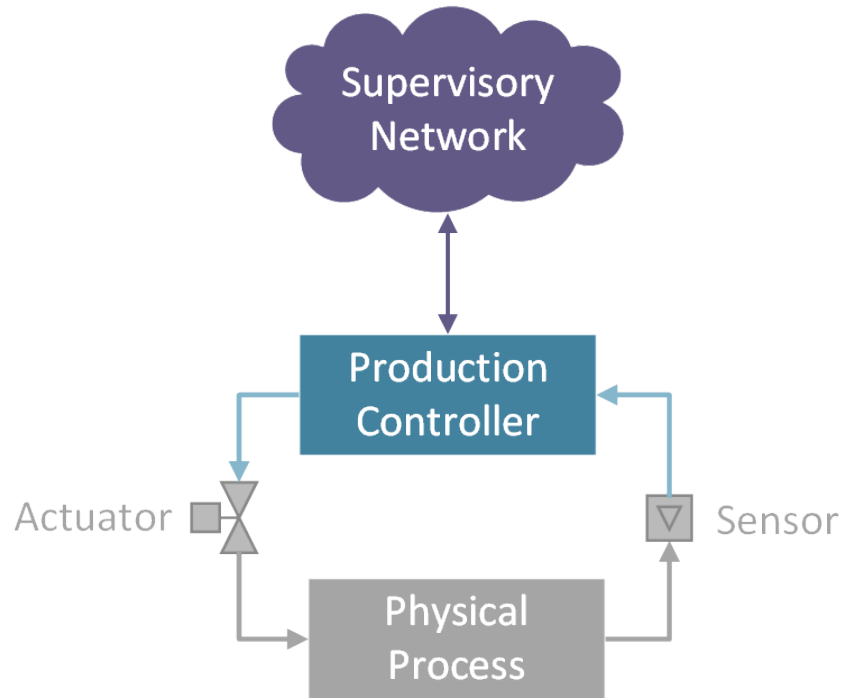 Supervisory
Network
Production
Controller
Actuator
Sensor
Physical
Process